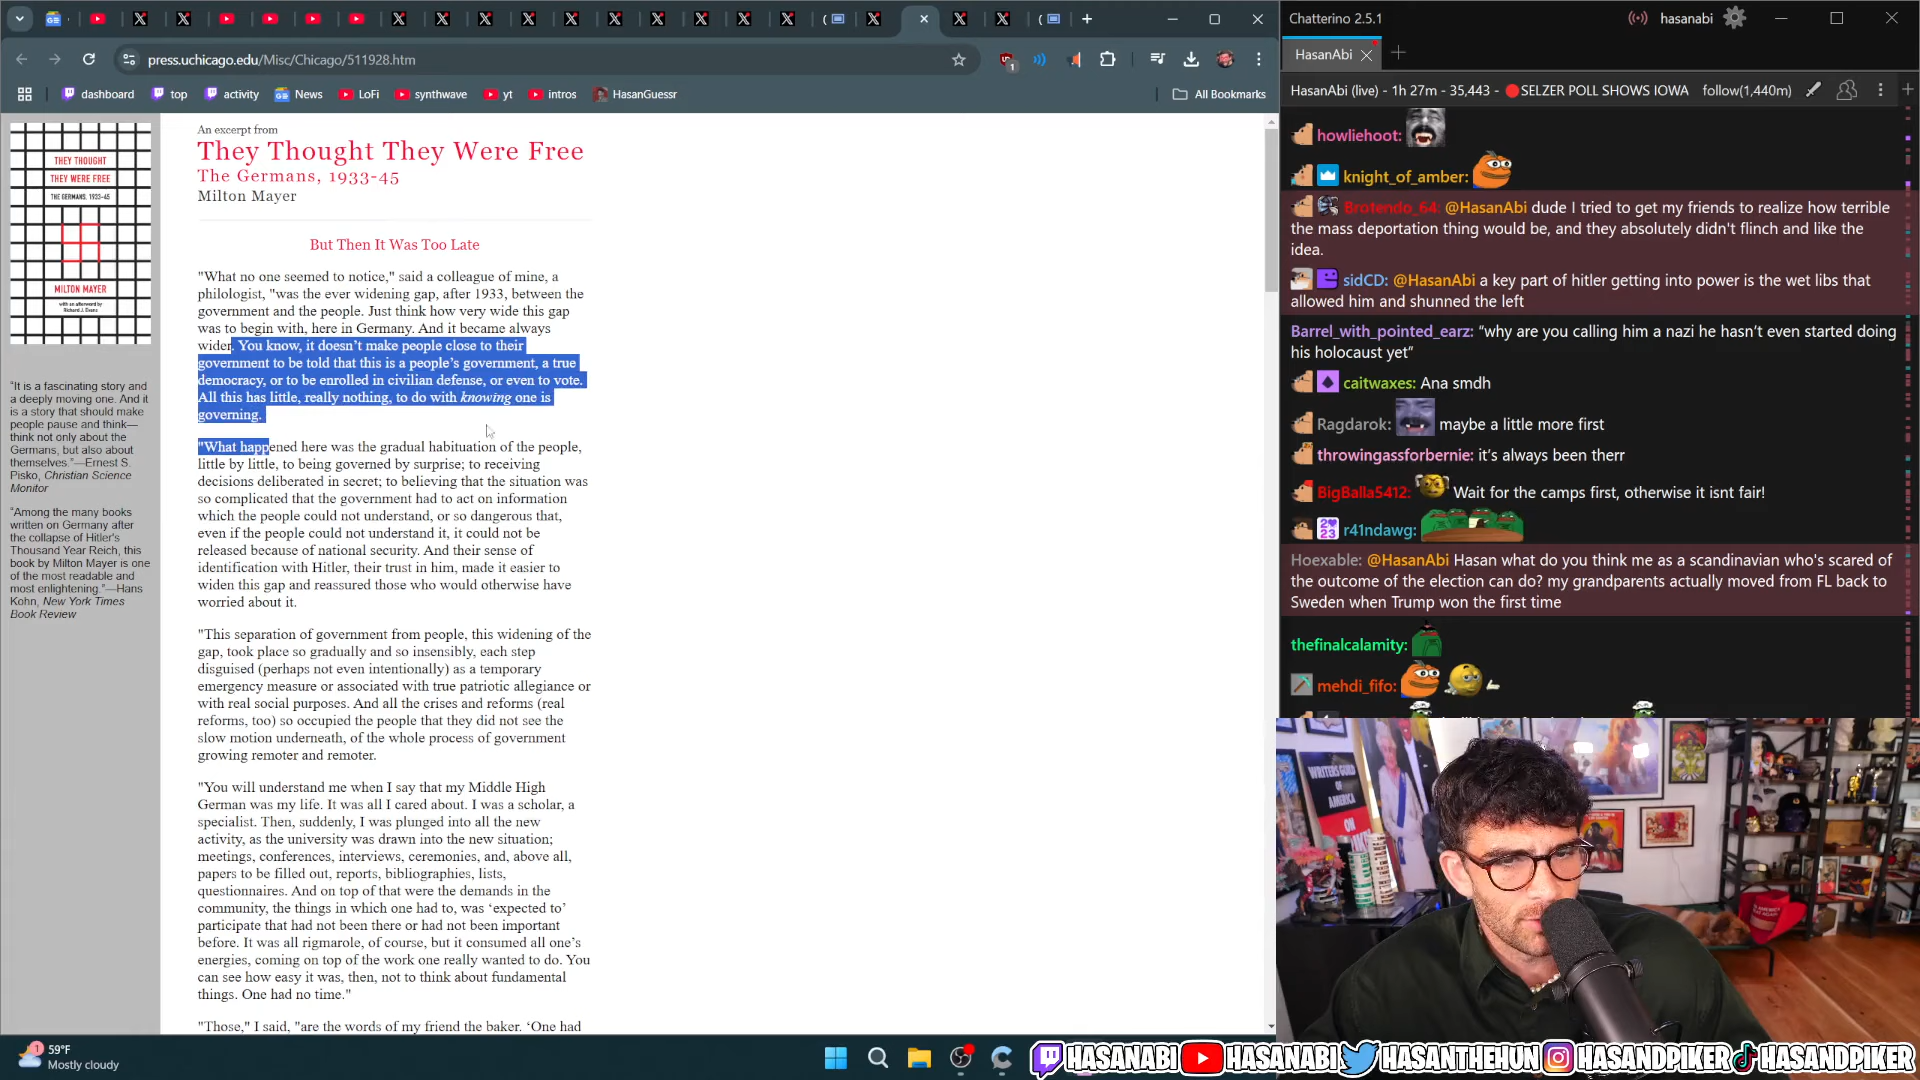 press.uchicago.edu/Misc/Chicago/511928.htm
1
dashboard
top
activity
News
LoFi
synthwave
yt
intros
HasanGuessr
All Bookmarks
THEY THOUGHT
THEY WERE FREE
THE GERMANS, 1933-45
MILTON MAYER
with an afterword by
Richard J. Evans
“It is a fascinating story and
a deeply moving one. And it
is a story that should make
people pause and think—
think not only about the
Germans, but also about
themselves.”—Ernest S.
Pisko, Christian Science
Monitor
“Among the many books
written on Germany after
the collapse of Hitler's
Thousand Year Reich, this
book by Milton Mayer is one
of the most readable and
most enlightening.”—Hans
Kohn, New York Times
Book Review
An excerpt from
They Thought They Were Free
The Germans, 1933-45
Milton Mayer
But Then It Was Too Late
"What no one seemed to notice," said a colleague of mine, a
philologist, "was the ever widening gap, after 1933, between the
government and the people. Just think how very wide this gap
was to begin with, here in Germany. And it became always
wider. You know, it doesn’t make people close to their
government to be told that this is a people’s government, a true
democracy, or to be enrolled in civilian defense, or even to vote.
All this has little, really nothing, to do with knowing one is
governing.
"What happened here was the gradual habituation of the people,
little by little, to being governed by surprise; to receiving
decisions deliberated in secret; to believing that the situation was
so complicated that the government had to act on information
which the people could not understand, or so dangerous that,
even if the people could not understand it, it could not be
released because of national security. And their sense of
identification with Hitler, their trust in him, made it easier to
widen this gap and reassured those who would otherwise have
worried about it.
"This separation of government from people, this widening of the
gap, took place so gradually and so insensibly, each step
disguised (perhaps not even intentionally) as a temporary
emergency measure or associated with true patriotic allegiance or
with real social purposes. And all the crises and reforms (real
reforms, too) so occupied the people that they did not see the
slow motion underneath, of the whole process of government
growing remoter and remoter.
"You will understand me when I say that my Middle High
German was my life. It was all I cared about. I was a scholar, a
specialist. Then, suddenly, I was plunged into all the new
activity, as the university was drawn into the new situation;
meetings, conferences, interviews, ceremonies, and, above all,
papers to be filled out, reports, bibliographies, lists,
questionnaires. And on top of that were the demands in the
community, the things in which one had to, was ‘expected to’
participate that had not been there or had not been important
before. It was all rigmarole, of course, but it consumed all one’s
energies, coming on top of the work one really wanted to do. You
can see how easy it was, then, not to think about fundamental
things. One had no time."
"Those," I said, "are the words of my friend the baker. ‘One had
Chatterino 2.5.1
hasanabi
HasanAbi
HasanAbi (live) - 1h 27m - 35,443 - 🔴SELZER POLL SHOWS IOWA
follow(1,440m)
howliehoot:
knight_of_amber:
Brotendo_64: @HasanAbi dude I tried to get my friends to realize how terrible
the mass deportation thing would be, and they absolutely didn't flinch and like the
idea.
sidCD: @HasanAbi a key part of hitler getting into power is the wet libs that
allowed him and shunned the left
Barrel_with_pointed_earz: “why are you calling him a nazi he hasn’t even started doing
his holocaust yet”
caitwaxes: Ana smdh
Ragdarok: maybe a little more first
throwingassforbernie: it’s always been therr
BigBalla5412: Wait for the camps first, otherwise it isnt fair!
r41ndawg:
Hoexable: @HasanAbi Hasan what do you think me as a scandinavian who's scared of
the outcome of the election can do? my grandparents actually moved from FL back to
Sweden when Trump won the first time
thefinalcalamity:
mehdi_fifo:
WRITERS GUILD
OF
AMERICA
ON
1
59°F
Mostly cloudy
HASANABI
HASANABI
HASANTHEHUN
HASANDPIKER
HASANDPIKER